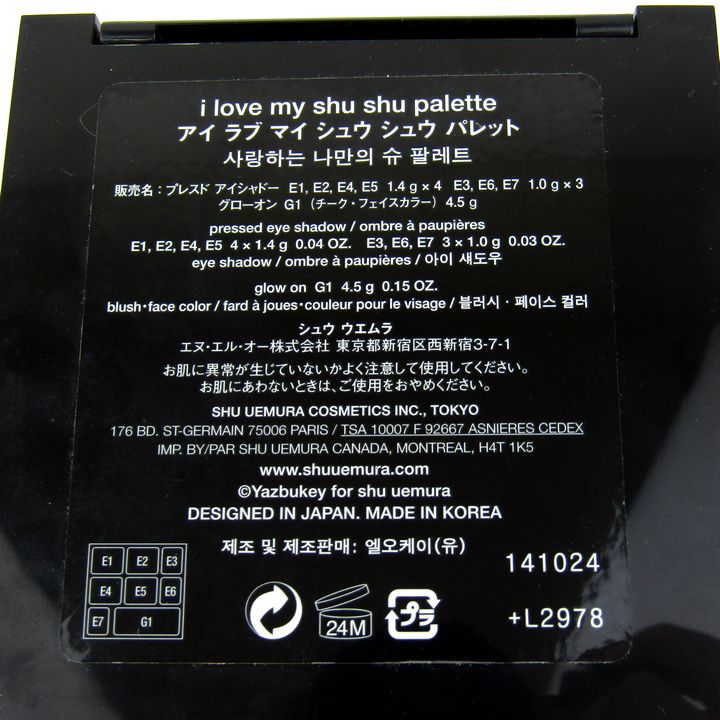 i love my shu shu palette
アイ ラブ マイ シュウ シュウ パレット
사랑하는 나만의 슈 팔레트
販売名：プレスド アイシャドー E1, E2, E4, E5 1.4 g × 4 E3, E6, E7 1.0 g × 3
グローオン G1 （チーク・フェイスカラー）4.5 g
pressed eye shadow / ombre à paupières
E1, E2, E4, E5 4 x 1.4 g 0.04 OZ. E3, E6, E7 3 x 1.0 g 0.03 OZ.
eye shadow / ombre à paupières / 아이 섀도우
glow on G1 4.5 g 0.15 OZ.
blush•face color / fard à joues•couleur pour le visage / 블러시・페이스 컬러
シュウ ウエムラ
エヌ・エル・オー株式会社 東京都新宿区西新宿3-7-1
お肌に異常が生じていないかよく注意して使用してください。
お肌にあわないときは、ご使用をおやめください。
SHU UEMURA COSMETICS INC., TOKYO
176 BD. ST-GERMAIN 75006 PARIS / TSA 10007 F 92667 ASNIERES CEDEX
IMP. BY/PAR SHU UEMURA CANADA, MONTREAL, H4T 1K5
www.shuuemura.com
©Yazbukey for shu uemura
DESIGNED IN JAPAN. MADE IN KOREA
제조 및 제조판매: 엘오케이(유)
141024
E1 E2 E3
E4 E5 E6
E7 G1
24M
プラ
+L2978